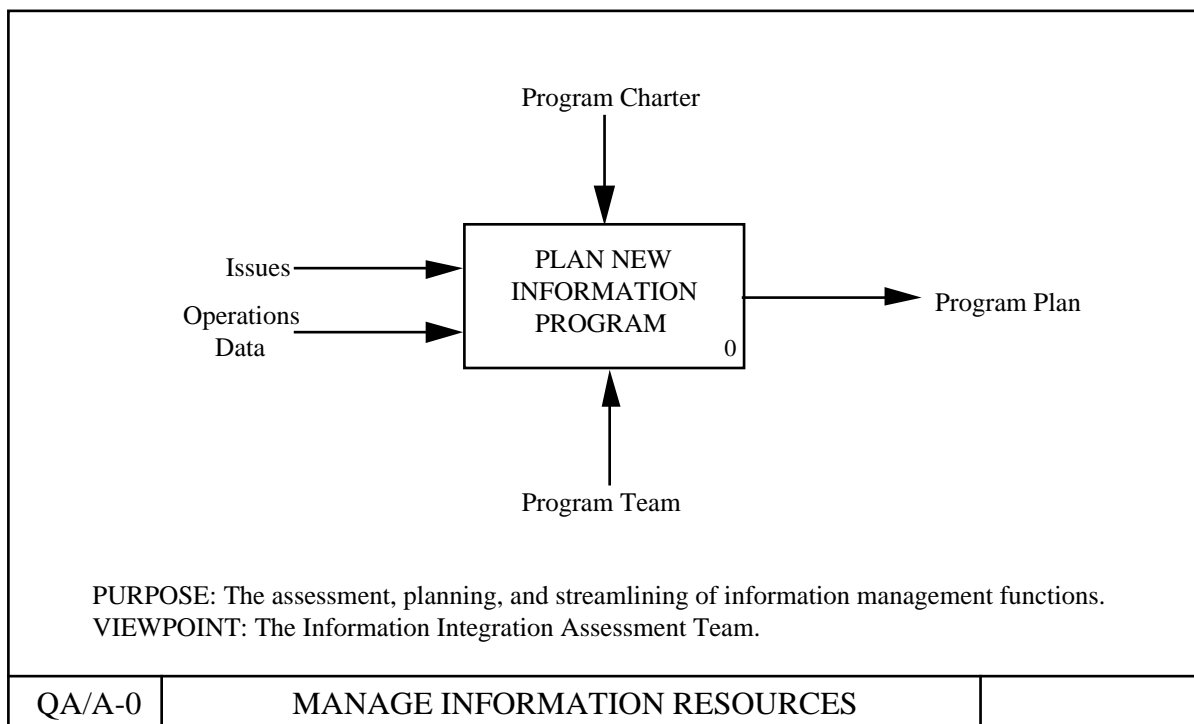 Program Charter
Issues
Operations
Data
PLAN NEW
INFORMATION
PROGRAM
0
Program Plan
Program Team
PURPOSE: The assessment, planning, and streamlining of information management functions.
VIEWPOINT: The Information Integration Assessment Team.
QA/A-0
MANAGE INFORMATION RESOURCES